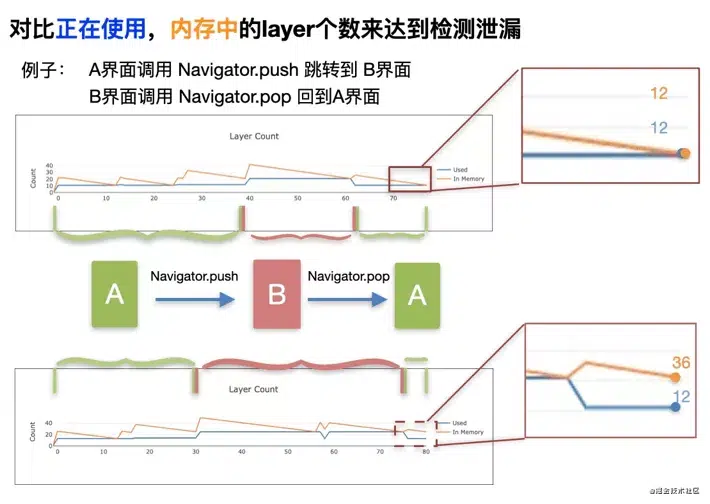 对比正在使用，内存中的layer个数来达到检测泄漏
例子： A界面调用 Navigator.push 跳转到 B界面
B界面调用 Navigator.pop 回到A界面
12
12
Layer Count
Count
40
30
20
10
0
Used
In Memory
0 10 20 30 40 50 60 70
A
Navigator.push
B
Navigator.pop
A
36
12
Layer Count
Count
40
20
0
Used
In Memory
0 10 20 30 40 50 60 70 80
@掘金技术社区